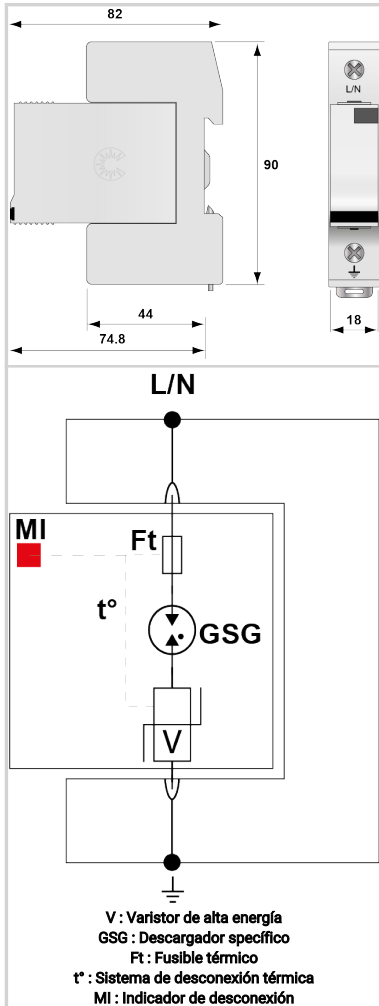 82
L/N
90
44
74.8
18
L/N
MI
Ft
t°
GSG
V
V : Varistor de alta energía
GSG : Descargador specífico
Ft : Fusible térmico
t° : Sistema de desconexión térmica
MI : Indicador de desconexión